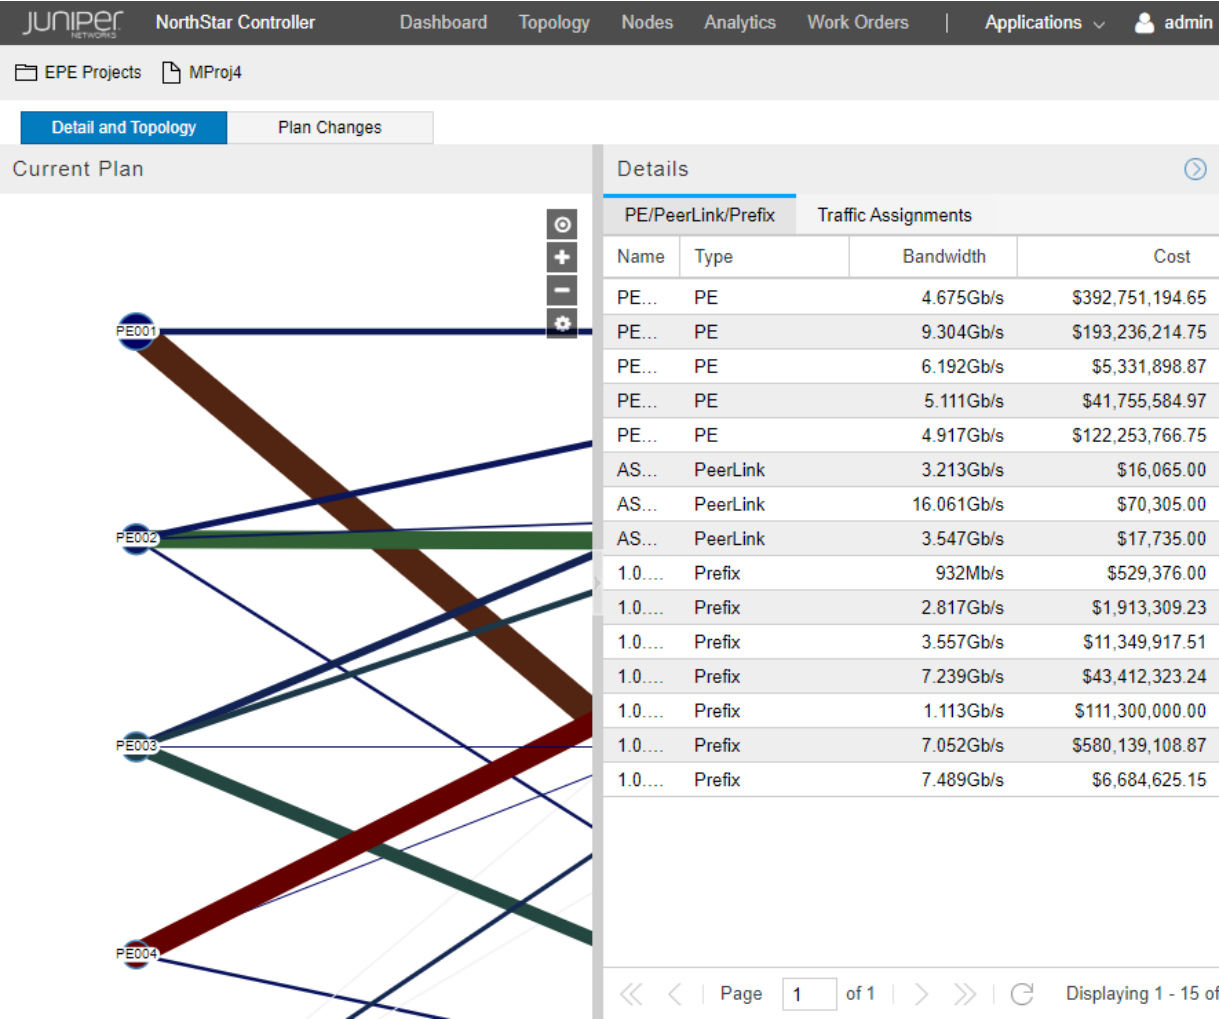 JUNIPER
NETWORKS
NorthStar Controller
Dashboard
Topology
Nodes
Analytics
Work Orders
Applications
admin
EPE Projects
MProj4
Detail and Topology
Plan Changes
Current Plan
PE001
PE002
PE003
PE004
Details
PE/PeerLink/Prefix
Traffic Assignments
Name Type Bandwidth Cost
PE... PE 4.675Gb/s $392,751,194.65
PE... PE 9.304Gb/s $193,236,214.75
PE... PE 6.192Gb/s $5,331,898.87
PE... PE 5.111Gb/s $41,755,584.97
PE... PE 4.917Gb/s $122,253,766.75
AS... PeerLink 3.213Gb/s $16,065.00
AS... PeerLink 16.061Gb/s $70,305.00
AS... PeerLink 3.547Gb/s $17,735.00
1.0.... Prefix 932Mb/s $529,376.00
1.0.... Prefix 2.817Gb/s $1,913,309.23
1.0.... Prefix 3.557Gb/s $11,349,917.51
1.0.... Prefix 7.239Gb/s $43,412,323.24
1.0.... Prefix 1.113Gb/s $111,300,000.00
1.0.... Prefix 7.052Gb/s $580,139,108.87
1.0.... Prefix 7.489Gb/s $6,684,625.15
Page 1 of 1
Displaying 1 - 15 of